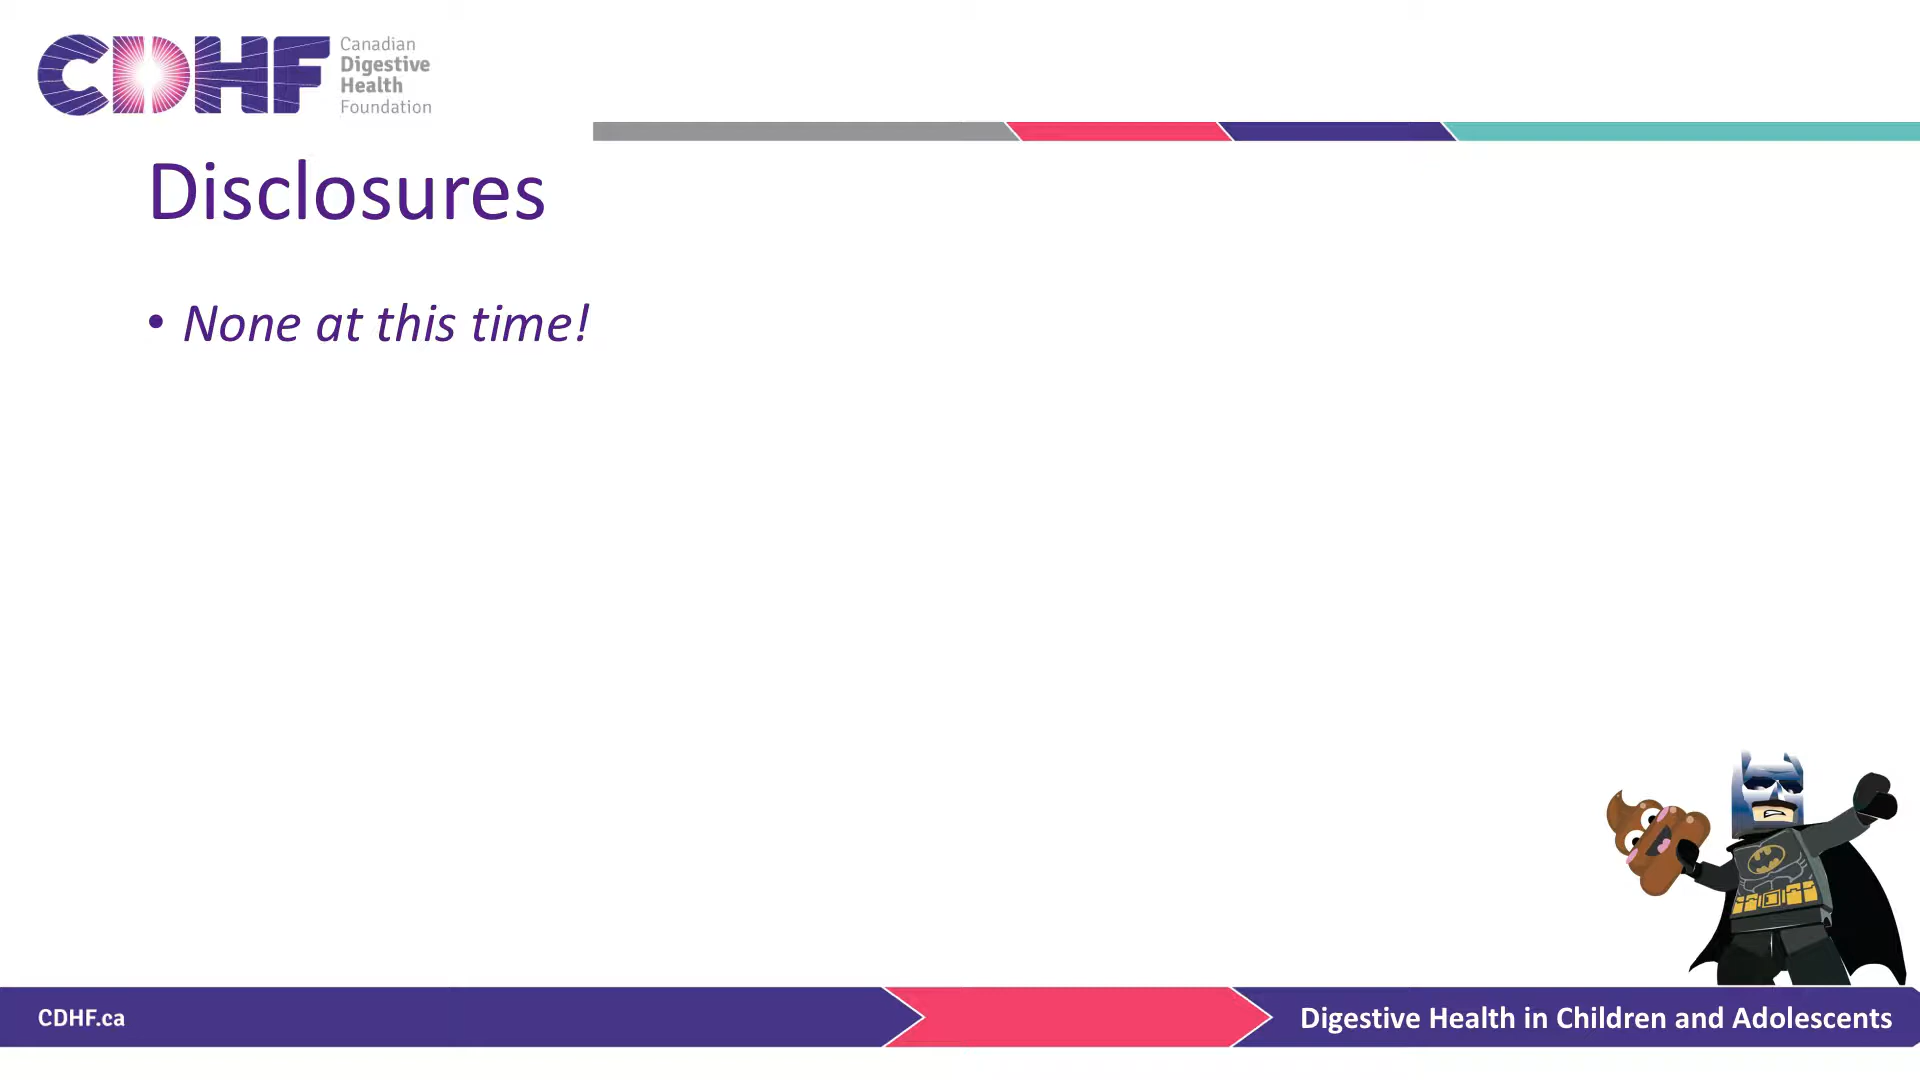 CDHF
Canadian
Digestive
Health
Foundation
Disclosures
• None at this time!
CDHF.ca
Digestive Health in Children and Adolescents